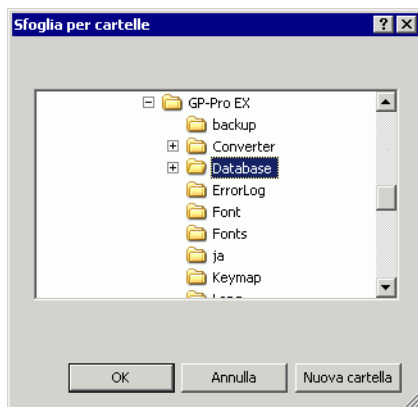 Sfoglia per cartelle
GP-Pro EX
backup
Converter
Database
ErrorLog
Font
Fonts
ja
Keymap
OK
Annulla
Nuova cartella